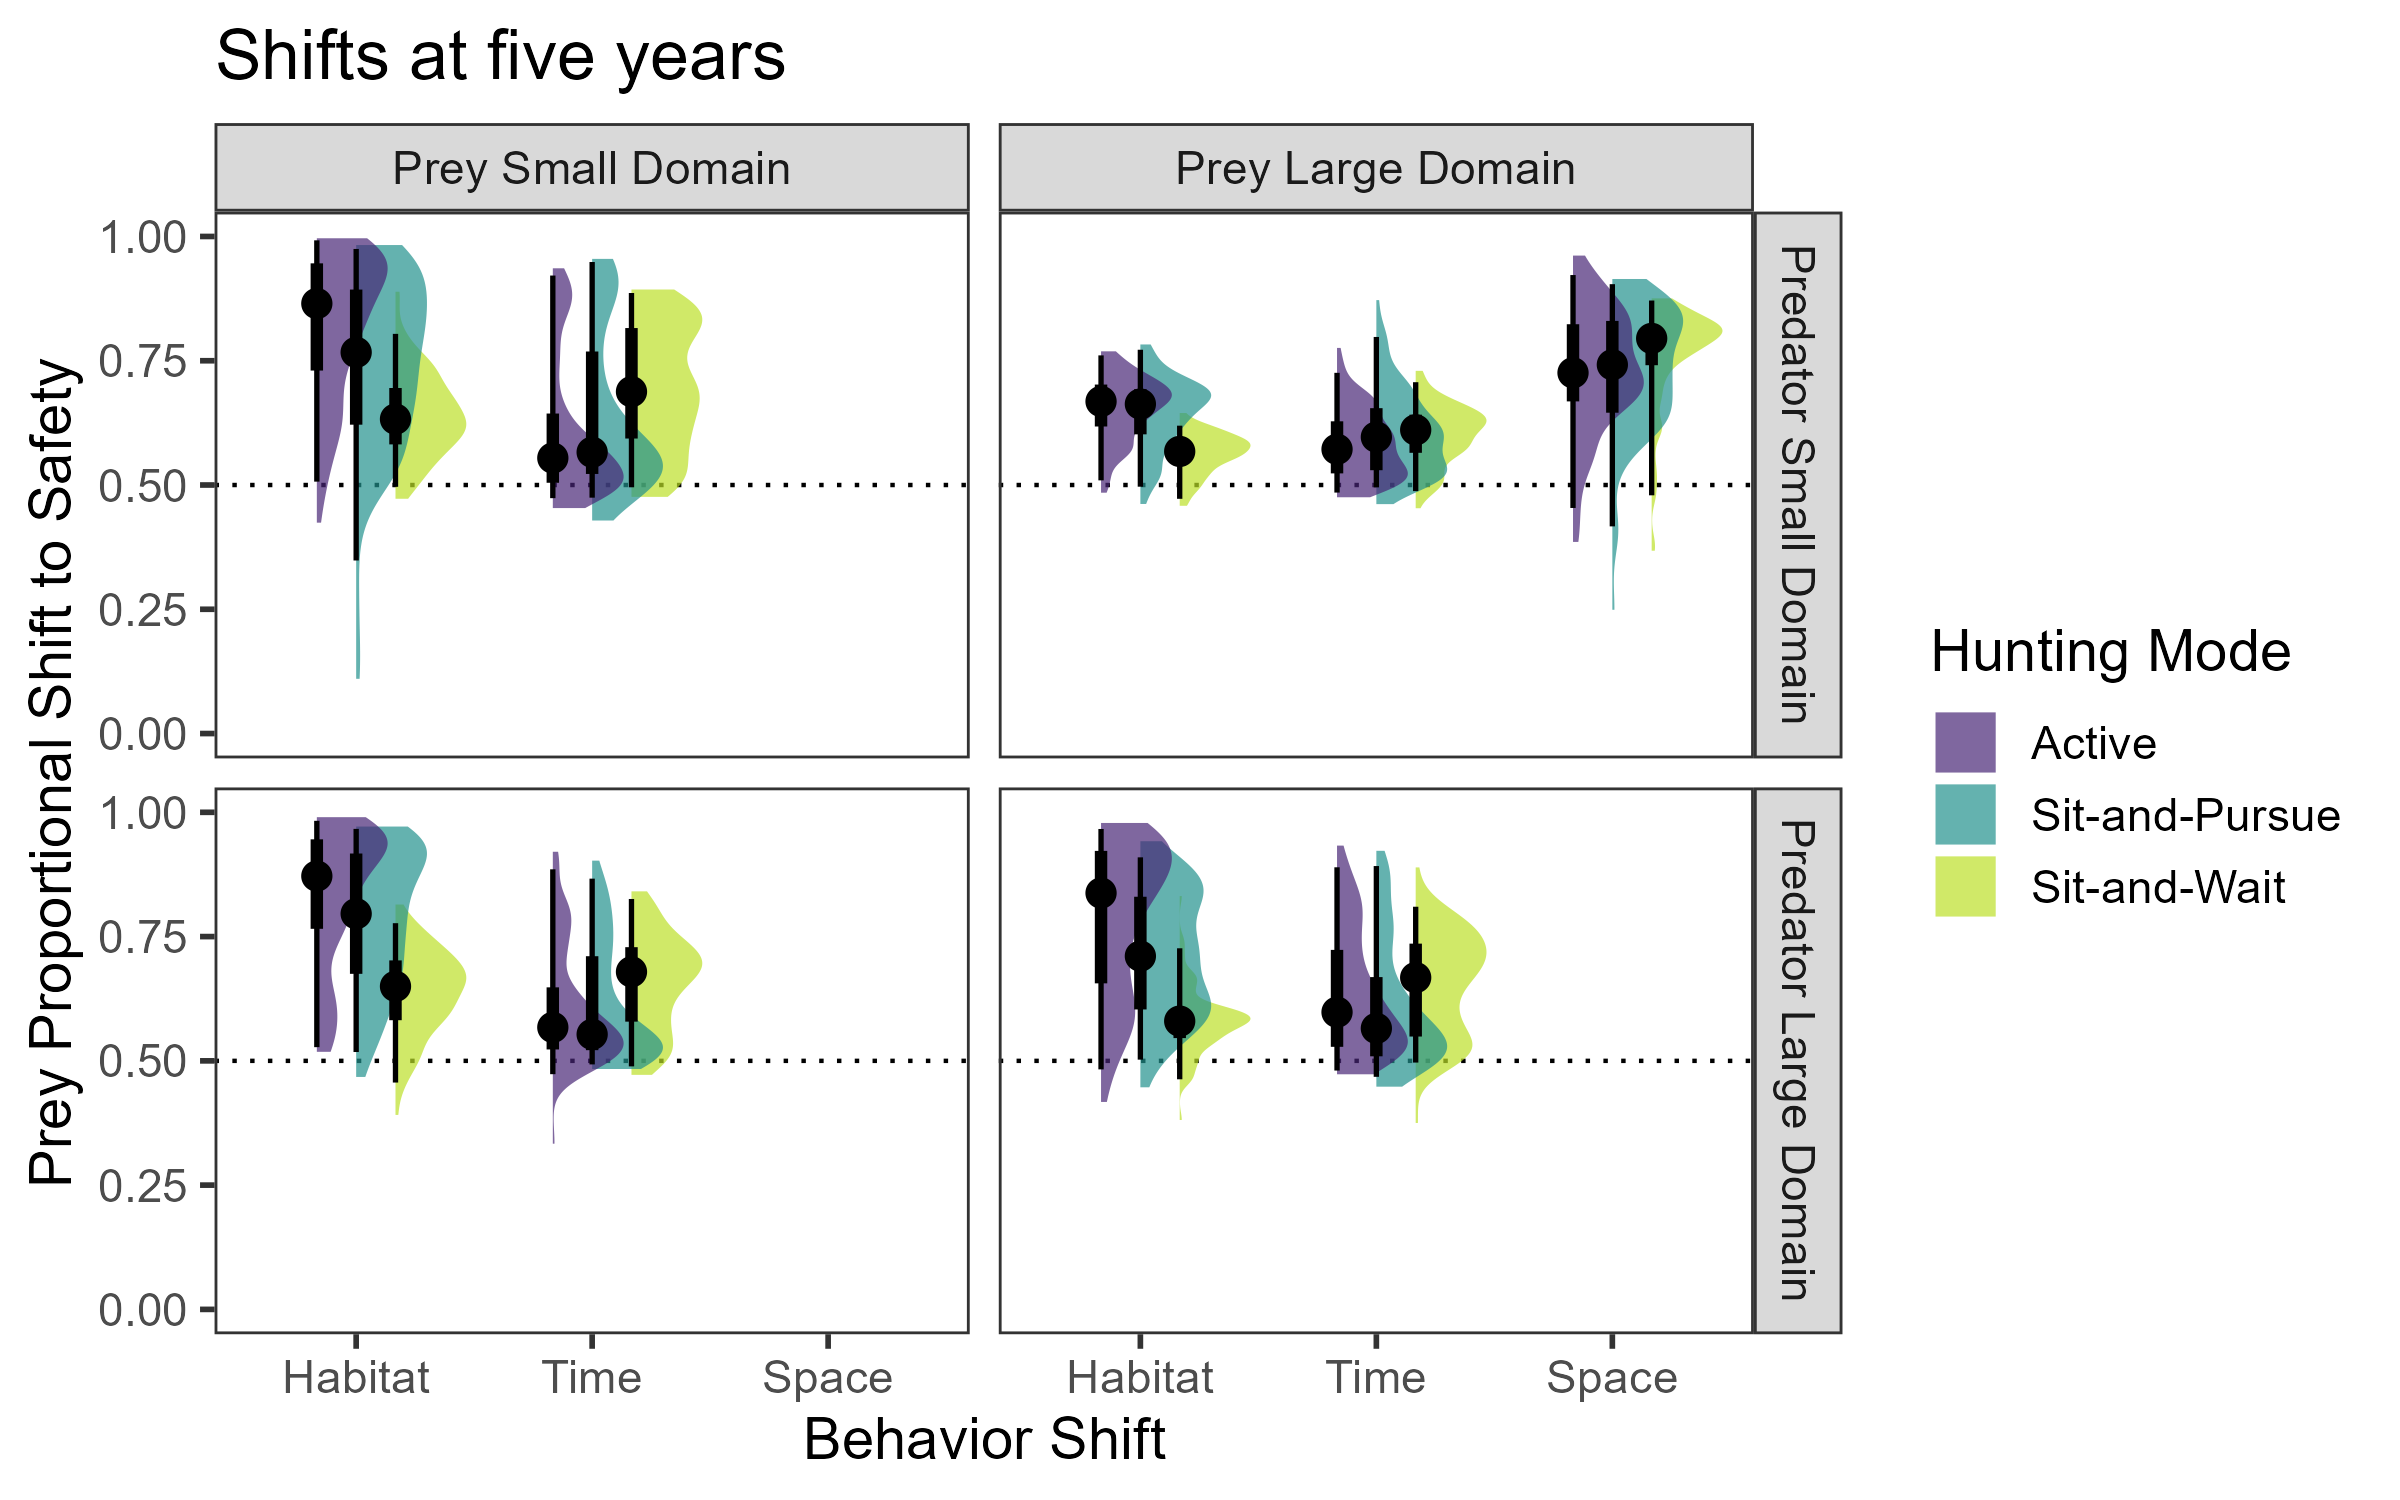 Shifts at five years
Prey Small Domain
Prey Large Domain
Prey Proportional Shift to Safety
1.00
0.75
0.50
0.25
0.00
Predator Small Domain
1.00
0.75
0.50
0.25
0.00
Predator Large Domain
Habitat
Time
Space
Habitat
Time
Space
Behavior Shift
Hunting Mode
Active
Sit-and-Pursue
Sit-and-Wait